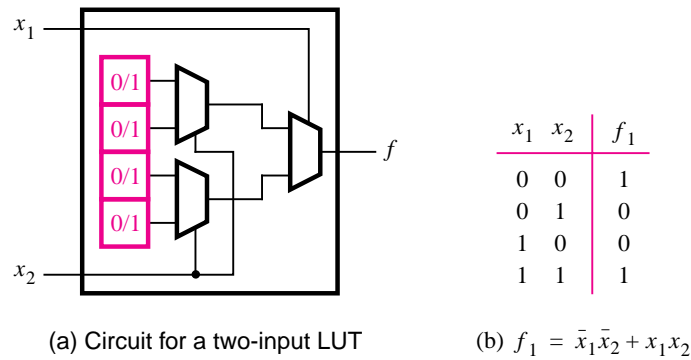 x₁
0/1
0/1
0/1
0/1
f
x₂
(a) Circuit for a two-input LUT
x₁ x₂ f₁
0 0 1
0 1 0
1 0 0
1 1 1
(b) f₁ = x̄₁x̄₂ + x₁x₂